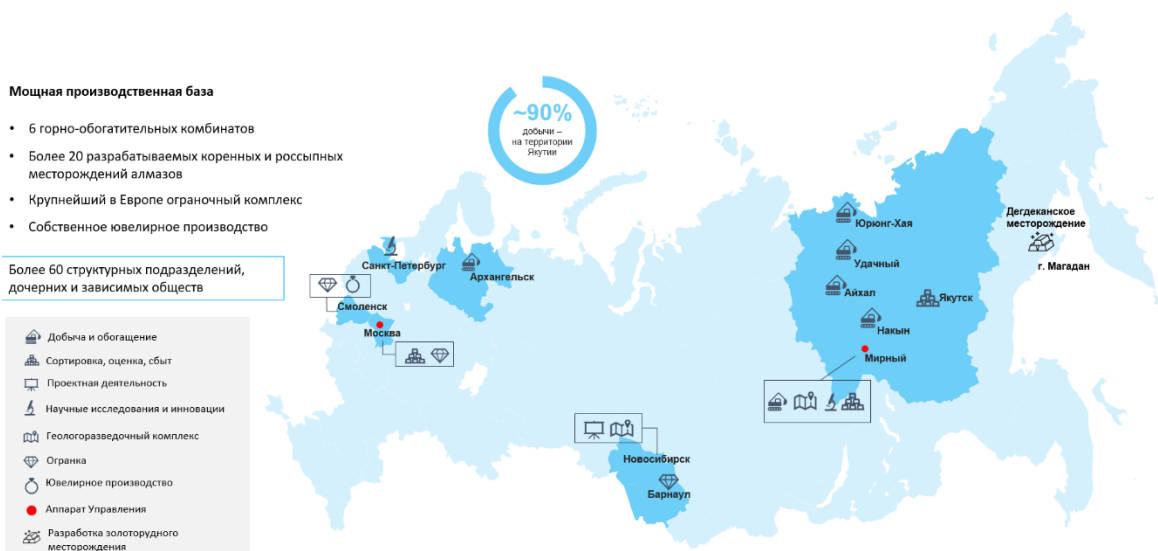 Мощная производственная база
• 6 горно-обогатительных комбинатов
• Более 20 разрабатываемых коренных и россыпных
месторождений алмазов
• Крупнейший в Европе ограночный комплекс
• Собственное ювелирное производство
Более 60 структурных подразделений,
дочерних и зависимых обществ
Добыча и обогащение
Сортировка, оценка, сбыт
Проектная деятельность
Научные исследования и инновации
Геологоразведочный комплекс
Огранка
Ювелирное производство
Аппарат Управления
Разработка золоторудного
месторождения
~90%
добычи –
на территории
Якутии
Санкт-Петербург
Архангельск
Смоленск
Москва
Новосибирск
Барнаул
Юрюнг-Хая
Удачный
Айхал
Якутск
Накын
Мирный
Дегдеканское
месторождение
г. Магадан